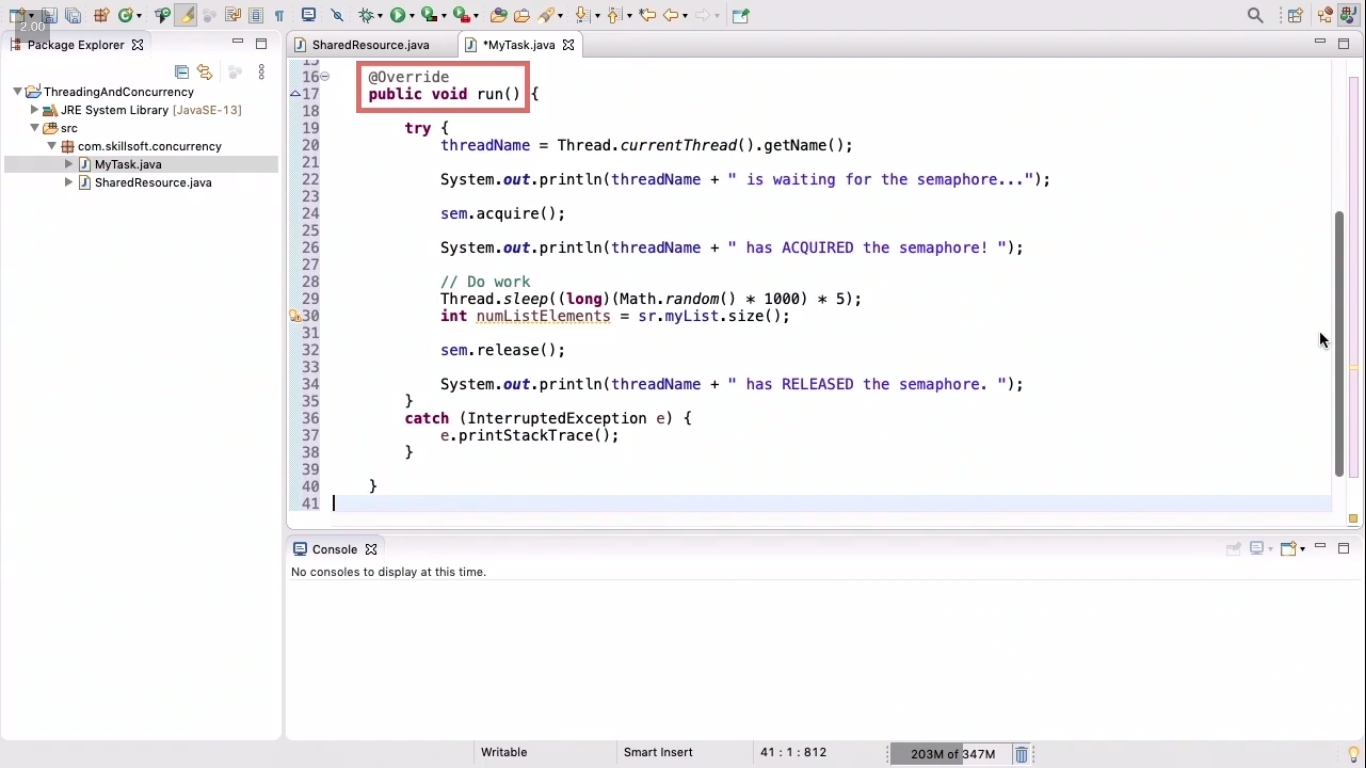 2.00
Package Explorer
SharedResource.java
*MyTask.java
ThreadingAndConcurrency
JRE System Library [JavaSE-13]
src
com.skillsoft.concurrency
MyTask.java
SharedResource.java
15
16 @Override
17 public void run() {
18
19 try {
20 threadName = Thread.currentThread().getName();
21
22 System.out.println(threadName + " is waiting for the semaphore...");
23
24 sem.acquire();
25
26 System.out.println(threadName + " has ACQUIRED the semaphore! ");
27
28 // Do work
29 Thread.sleep((long)(Math.random() * 1000) * 5);
30 int numListElements = sr.myList.size();
31
32 sem.release();
33
34 System.out.println(threadName + " has RELEASED the semaphore. ");
35 }
36 catch (InterruptedException e) {
37 e.printStackTrace();
38 }
39
40 }
41
Console
No consoles to display at this time.
Writable
Smart Insert
41 : 1 : 812
203M of 347M